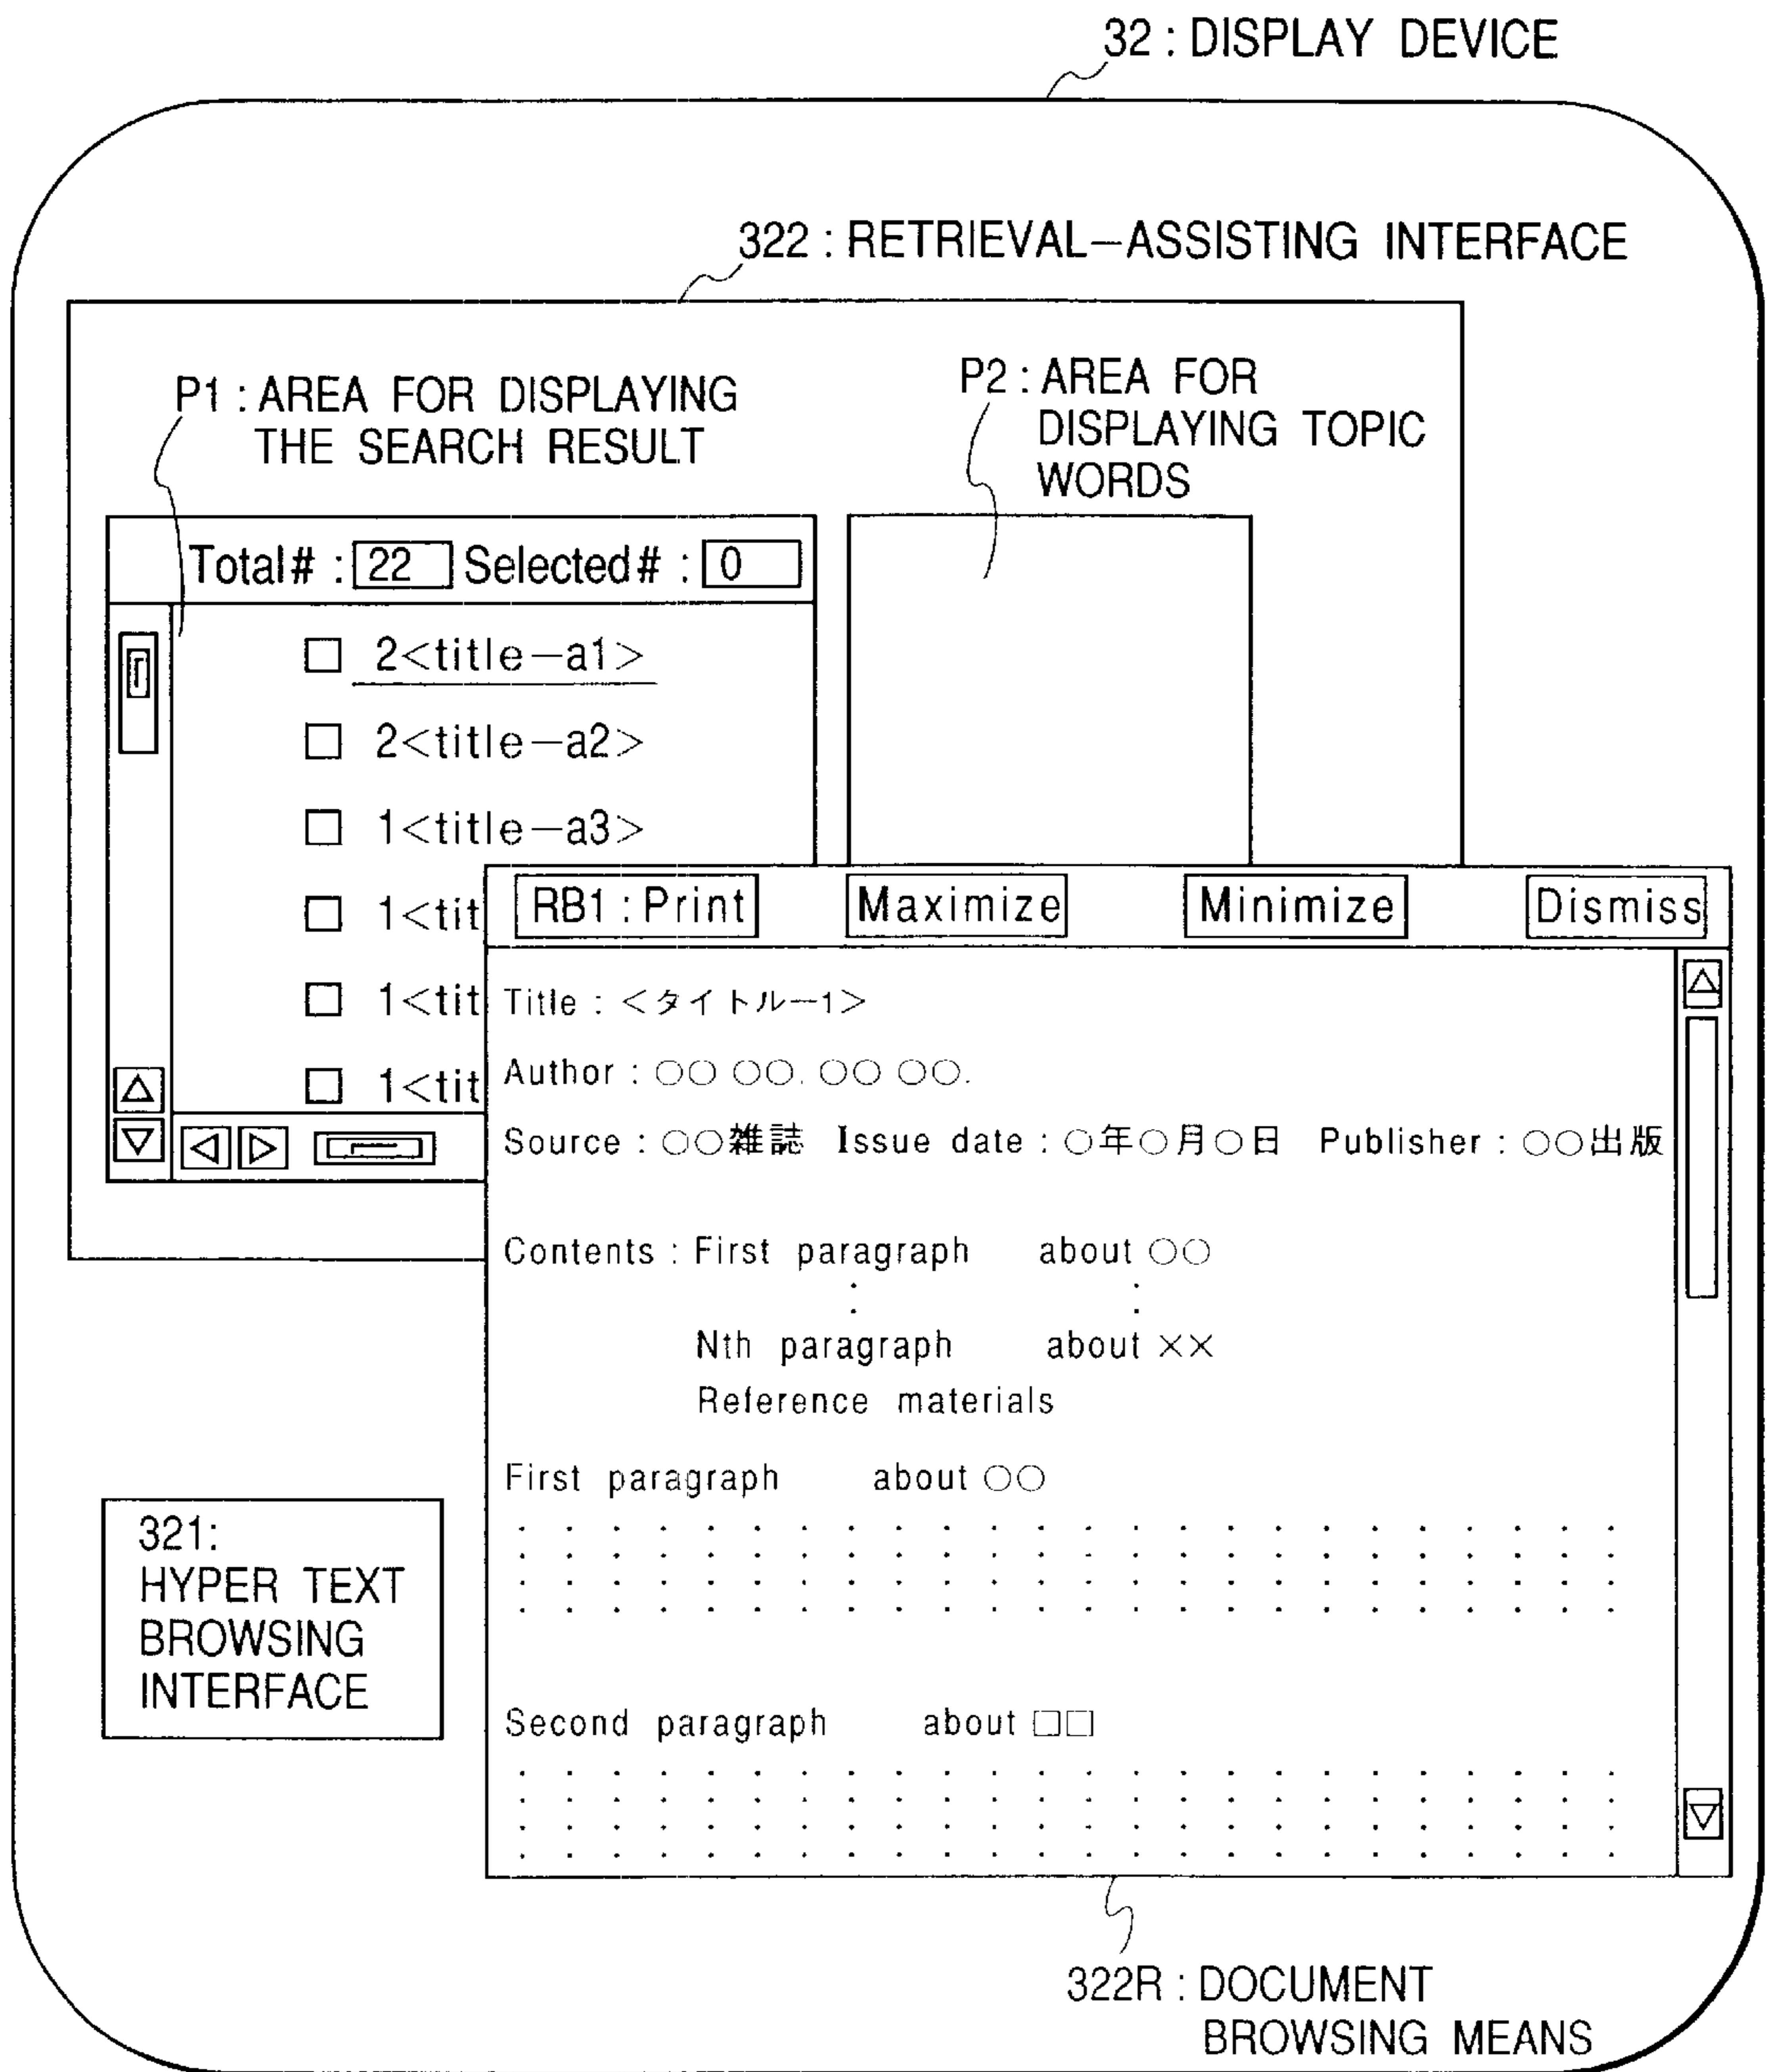 32 : DISPLAY DEVICE
322 : RETRIEVAL—ASSISTING INTERFACE
P1 : AREA FOR DISPLAYING
THE SEARCH RESULT
P2 : AREA FOR
DISPLAYING TOPIC
WORDS
Total# : 22 Selected# : 0
□ 2<title—a1>
□ 2<title—a2>
□ 1<title—a3>
□ 1<tit
□ 1<tit
□ 1<tit
RB1 : Print Maximize Minimize Dismiss
Title : <タイトルー1>
Author : ○○ ○○. ○○ ○○.
Source : ○○雑誌 Issue date : ○年○月○日 Publisher : ○○出版
Contents : First paragraph about ○○
: :
Nth paragraph about ××
Reference materials
First paragraph about ○○
Second paragraph about □□
321:
HYPER TEXT
BROWSING
INTERFACE
322R : DOCUMENT
BROWSING MEANS